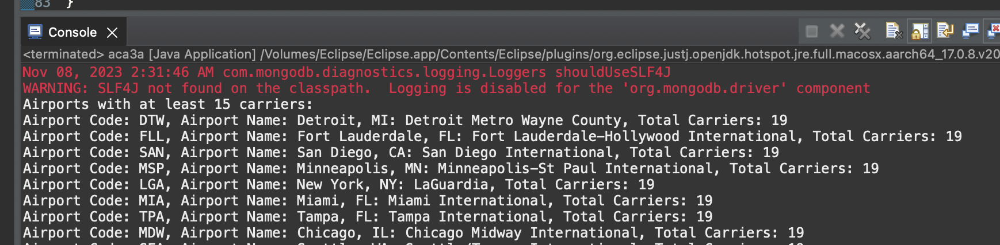 83 }
Console
<terminated> aca3a [Java Application] /Volumes/Eclipse/Eclipse.app/Contents/Eclipse/plugins/org.eclipse.justj.openjdk.hotspot.jre.full.macosx.aarch64_17.0.8.v20
Nov 08, 2023 2:31:46 AM com.mongodb.diagnostics.logging.Loggers shouldUseSLF4J
WARNING: SLF4J not found on the classpath.  Logging is disabled for the 'org.mongodb.driver' component
Airports with at least 15 carriers:
Airport Code: DTW, Airport Name: Detroit, MI: Detroit Metro Wayne County, Total Carriers: 19
Airport Code: FLL, Airport Name: Fort Lauderdale, FL: Fort Lauderdale-Hollywood International, Total Carriers: 19
Airport Code: SAN, Airport Name: San Diego, CA: San Diego International, Total Carriers: 19
Airport Code: MSP, Airport Name: Minneapolis, MN: Minneapolis-St Paul International, Total Carriers: 19
Airport Code: LGA, Airport Name: New York, NY: LaGuardia, Total Carriers: 19
Airport Code: MIA, Airport Name: Miami, FL: Miami International, Total Carriers: 19
Airport Code: TPA, Airport Name: Tampa, FL: Tampa International, Total Carriers: 19
Airport Code: MDW, Airport Name: Chicago, IL: Chicago Midway International, Total Carriers: 19